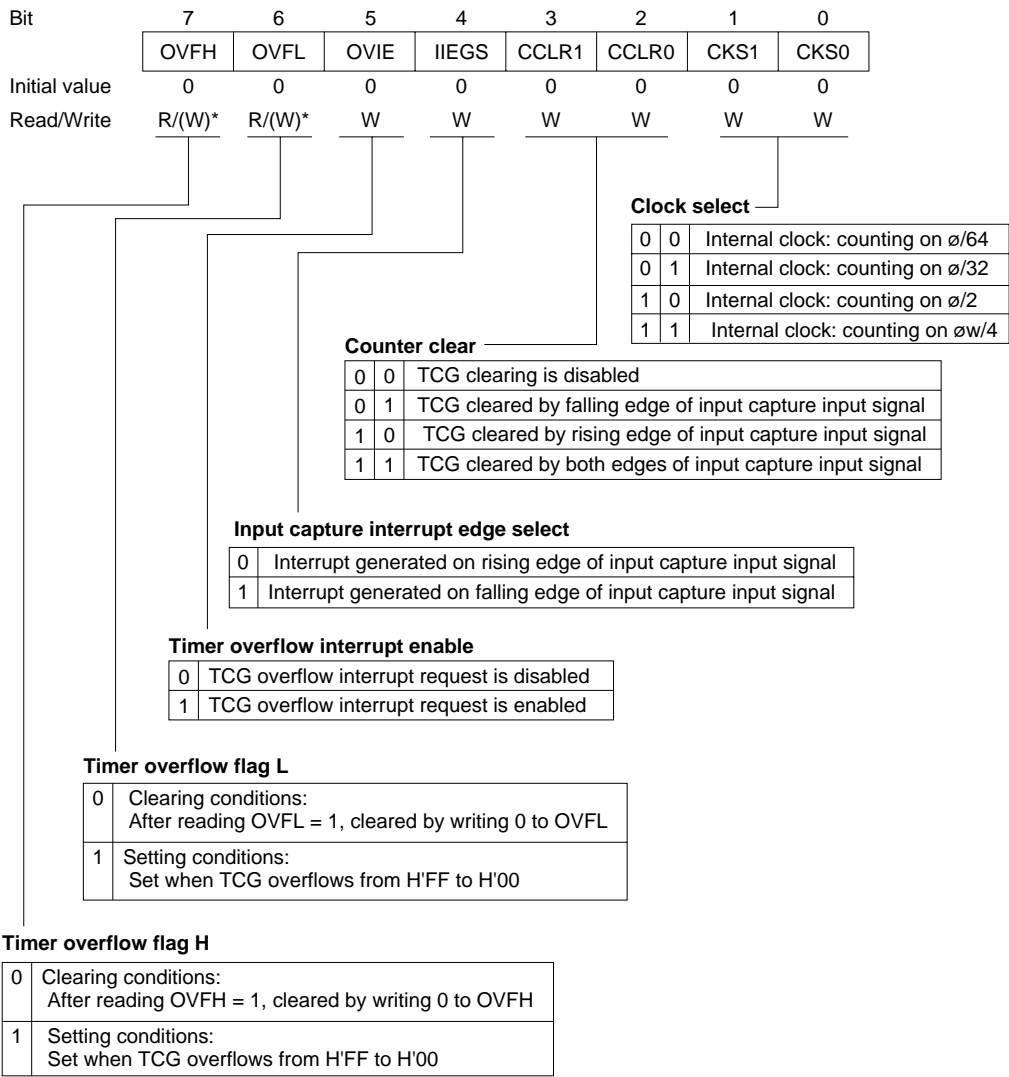 Bit 7 6 5 4 3 2 1 0
OVFH OVFL OVIE IIEGS CCLR1 CCLR0 CKS1 CKS0
Initial value 0 0 0 0 0 0 0 0
Read/Write R/(W)* R/(W)* W W W W W W
Clock select
0 0 Internal clock: counting on ø/64
0 1 Internal clock: counting on ø/32
1 0 Internal clock: counting on ø/2
1 1 Internal clock: counting on øw/4
Counter clear
0 0 TCG clearing is disabled
0 1 TCG cleared by falling edge of input capture input signal
1 0 TCG cleared by rising edge of input capture input signal
1 1 TCG cleared by both edges of input capture input signal
Input capture interrupt edge select
0 Interrupt generated on rising edge of input capture input signal
1 Interrupt generated on falling edge of input capture input signal
Timer overflow interrupt enable
0 TCG overflow interrupt request is disabled
1 TCG overflow interrupt request is enabled
Timer overflow flag L
0 Clearing conditions:
After reading OVFL = 1, cleared by writing 0 to OVFL
1 Setting conditions:
Set when TCG overflows from H'FF to H'00
Timer overflow flag H
0 Clearing conditions:
After reading OVFH = 1, cleared by writing 0 to OVFH
1 Setting conditions:
Set when TCG overflows from H'FF to H'00